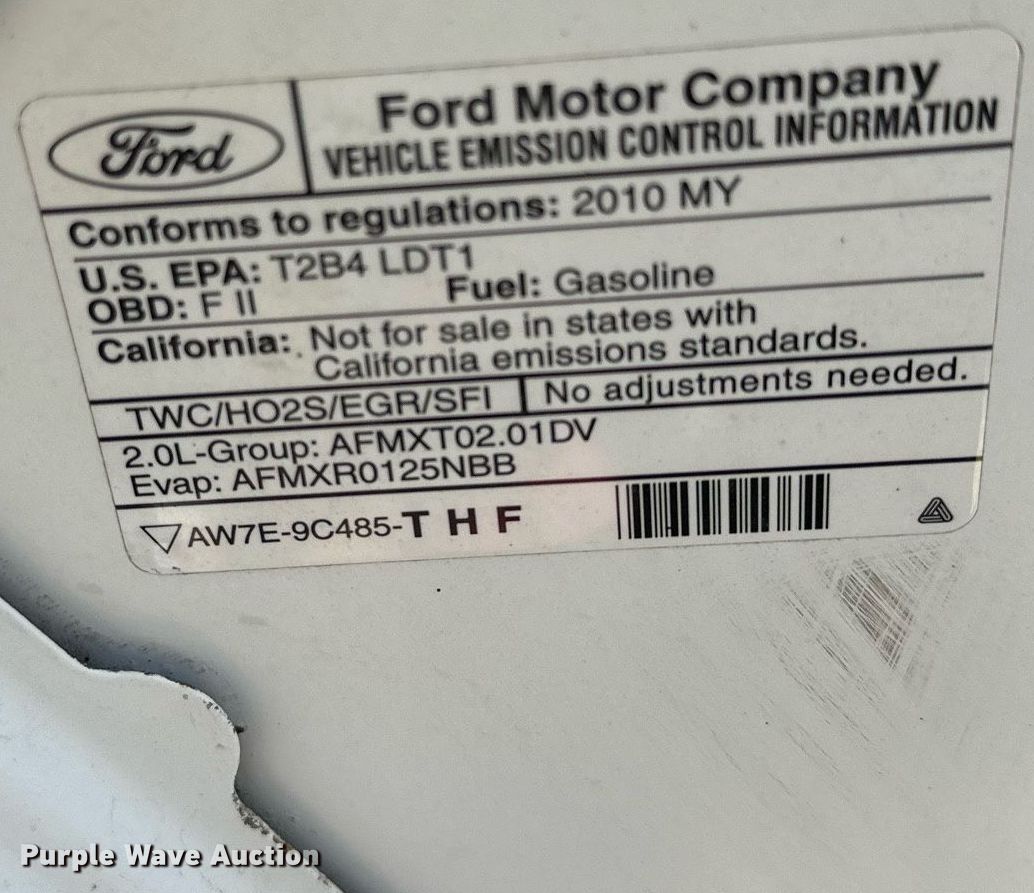 Ford
Ford Motor Company
VEHICLE EMISSION CONTROL INFORMATION
Conforms to regulations: 2010 MY
U.S. EPA: T2B4 LDT1
OBD: F II Fuel: Gasoline
California: Not for sale in states with
California emissions standards.
TWC/HO2S/EGR/SFI No adjustments needed.
2.0L-Group: AFMXT02.01DV
Evap: AFMXR0125NBB
AW7E-9C485-T H F
Purple Wave Auction